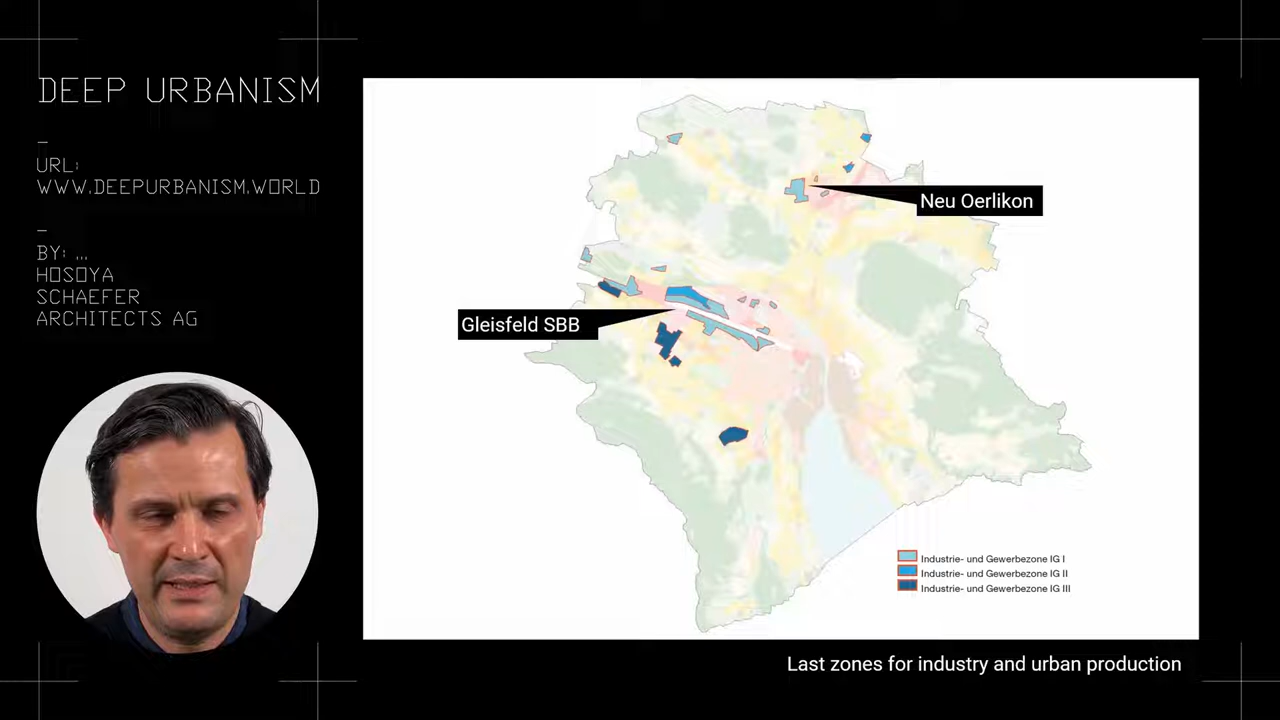 DEEP URBANISM
–
URL:
WWW.DEEPURBANISM.WORLD
–
BY: ...
HOSOYA
SCHAEFER
ARCHITECTS AG
Neu Oerlikon
Gleisfeld SBB
Industrie- und Gewerbezone IG I
Industrie- und Gewerbezone IG II
Industrie- und Gewerbezone IG III
Last zones for industry and urban production